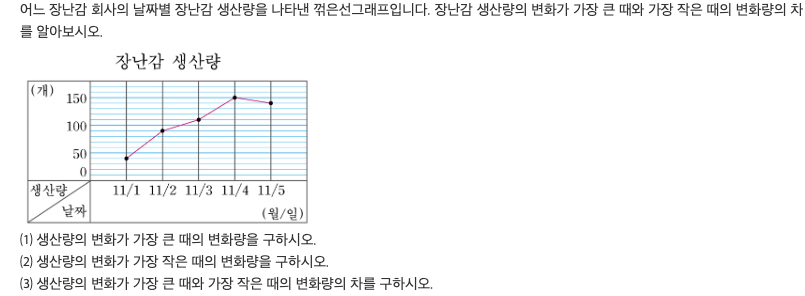 어느 장난감 회사의 날짜별 장난감 생산량을 나타낸 꺾은선그래프입니다. 장난감 생산량의 변화가 가장 큰 때와 가장 작은 때의 변화량의 차
를 알아보시오.
장난감 생산량
(개)
150
100
50
0
생산량
날짜
11/1 11/2 11/3 11/4 11/5
(월/일)
(1) 생산량의 변화가 가장 큰 때의 변화량을 구하시오.
(2) 생산량의 변화가 가장 작은 때의 변화량을 구하시오.
(3) 생산량의 변화가 가장 큰 때와 가장 작은 때의 변화량의 차를 구하시오.